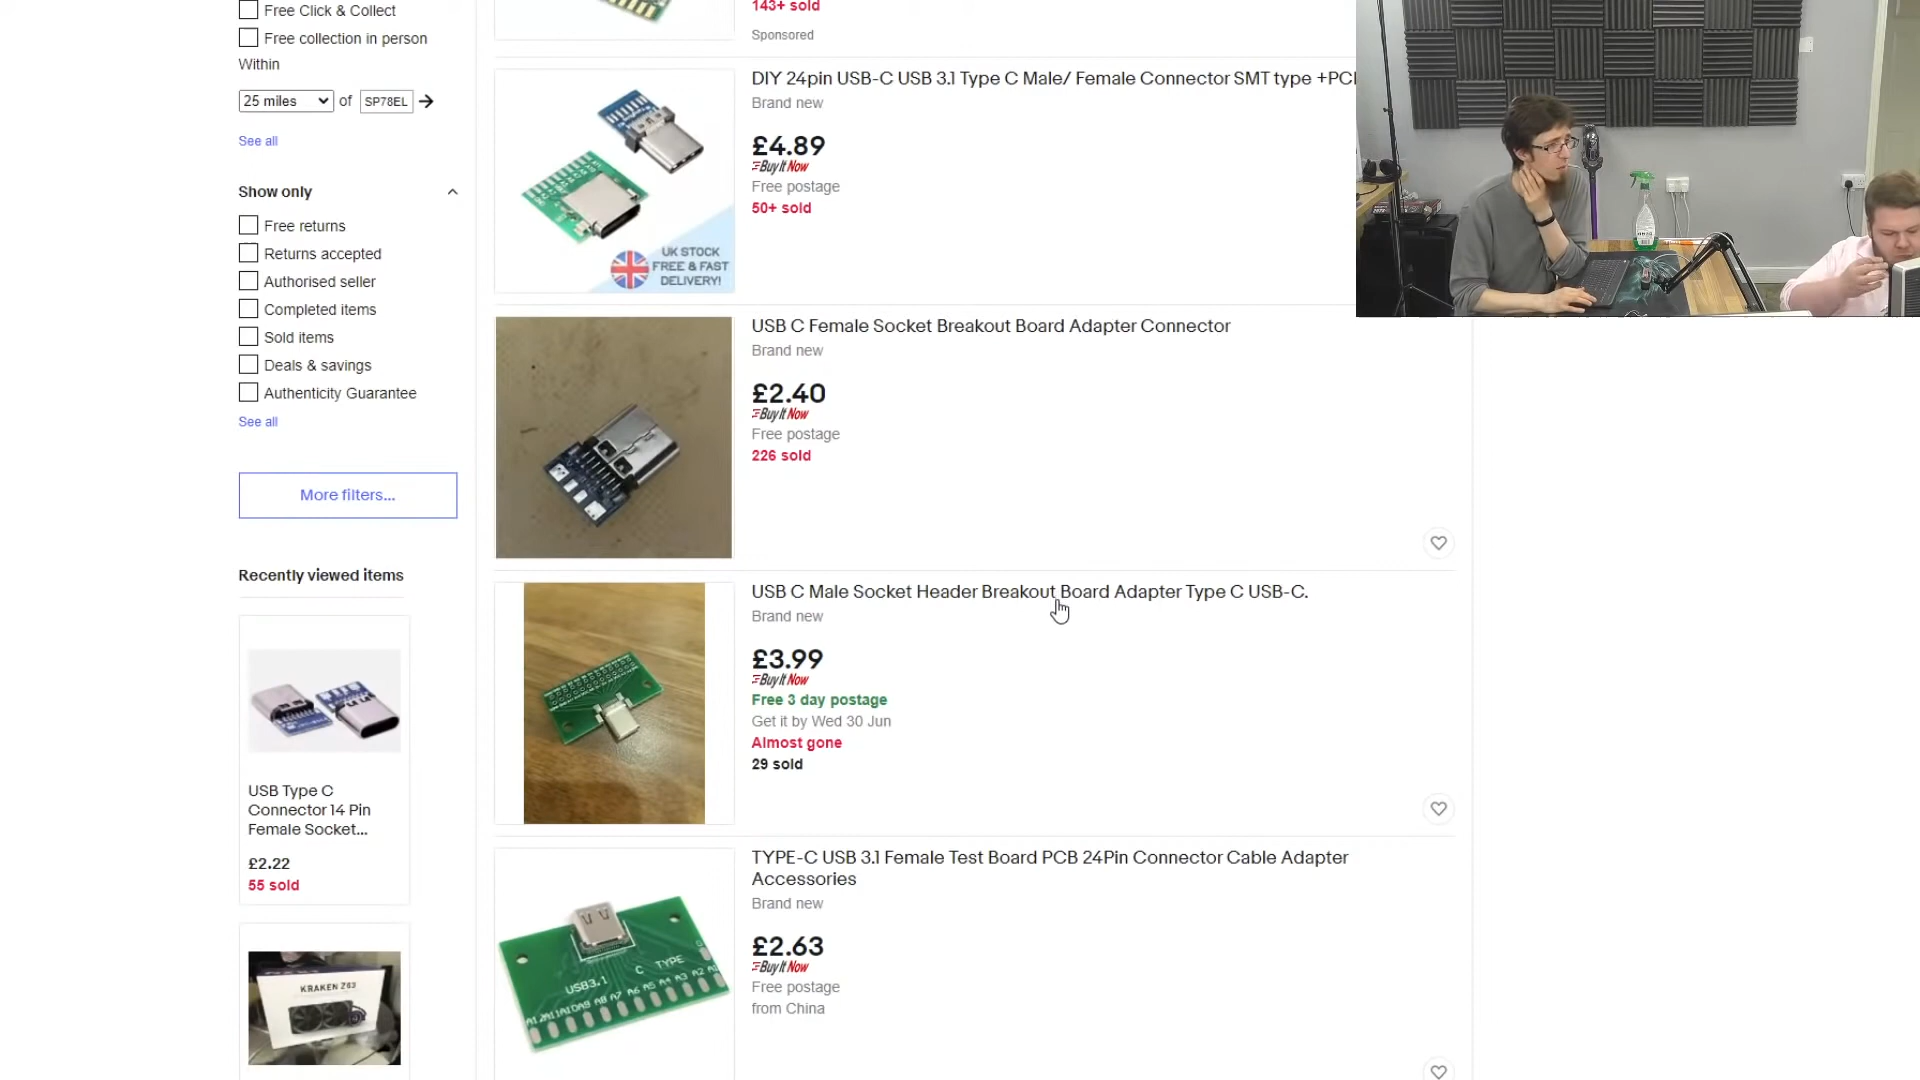 Free Click & Collect
Free collection in person
Within
25 miles of SP78EL
See all
Show only
Free returns
Returns accepted
Authorised seller
Completed items
Sold items
Deals & savings
Authenticity Guarantee
See all
More filters...
Recently viewed items
USB Type C
Connector 14 Pin
Female Socket...
£2.22
55 sold
KRAKEN Z63
143+ sold
Sponsored
DIY 24pin USB-C USB 3.1 Type C Male/ Female Connector SMT type +PC
Brand new
£4.89
Buy It Now
Free postage
50+ sold
UK STOCK
FREE & FAST
DELIVERY!
USB C Female Socket Breakout Board Adapter Connector
Brand new
£2.40
Buy It Now
Free postage
226 sold
USB C Male Socket Header Breakout Board Adapter Type C USB-C.
Brand new
£3.99
Buy It Now
Free 3 day postage
Get it by Wed 30 Jun
Almost gone
29 sold
TYPE-C USB 3.1 Female Test Board PCB 24Pin Connector Cable Adapter
Accessories
Brand new
£2.63
Buy It Now
Free postage
from China
USB3.1 C TYPE